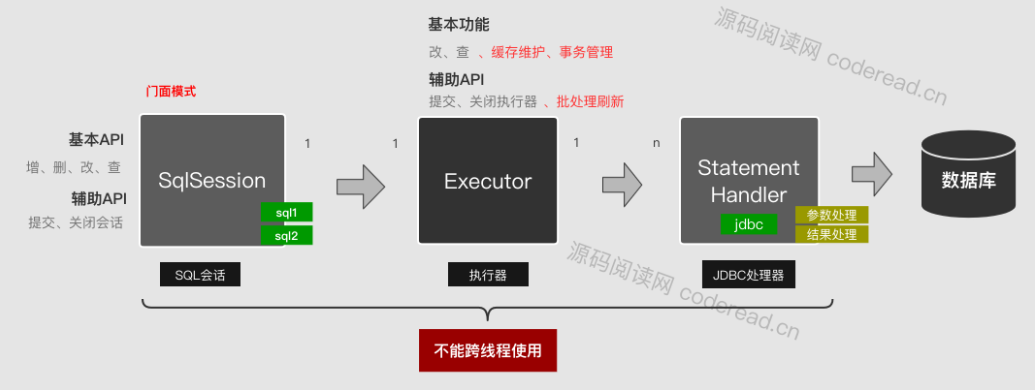 基本功能
改、查 、缓存维护、事务管理
辅助API
提交、关闭执行器 、批处理刷新
门面模式
基本API
增、删、改、查
辅助API
提交、关闭会话
SqlSession
sql1
sql2
SQL会话
1
1
Executor
执行器
1
n
Statement
Handler
jdbc
参数处理
结果处理
JDBC处理器
数据库
不能跨线程使用
源码阅读网 coderead.cn
源码阅读网 coderead.cn